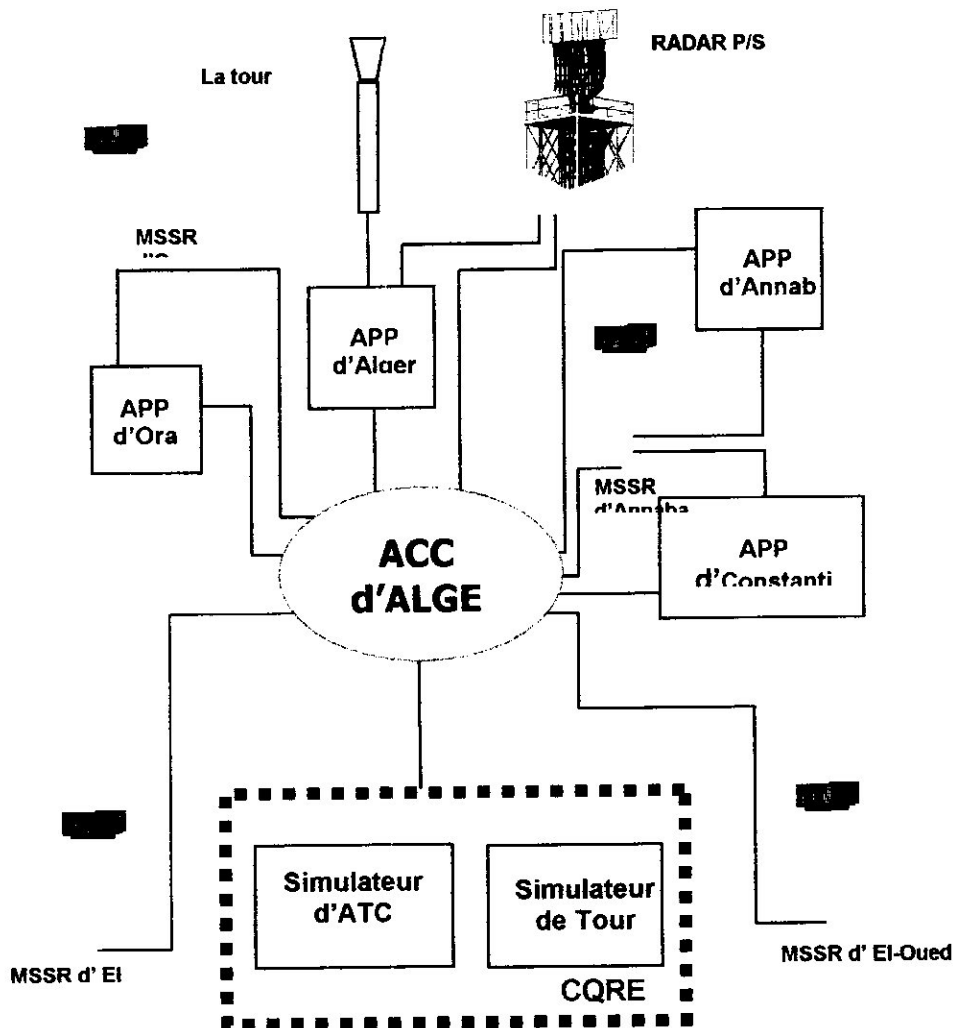 RADAR P/S
La tour
MSSR
APP
d'Annab
APP
d'Alger
APP
d'Ora
MSSR
d'Annaba
ACC
d'ALGE
APP
d'Constanti
Simulateur
d'ATC
Simulateur
de Tour
MSSR d' El-Oued
MSSR d' El
CQRE